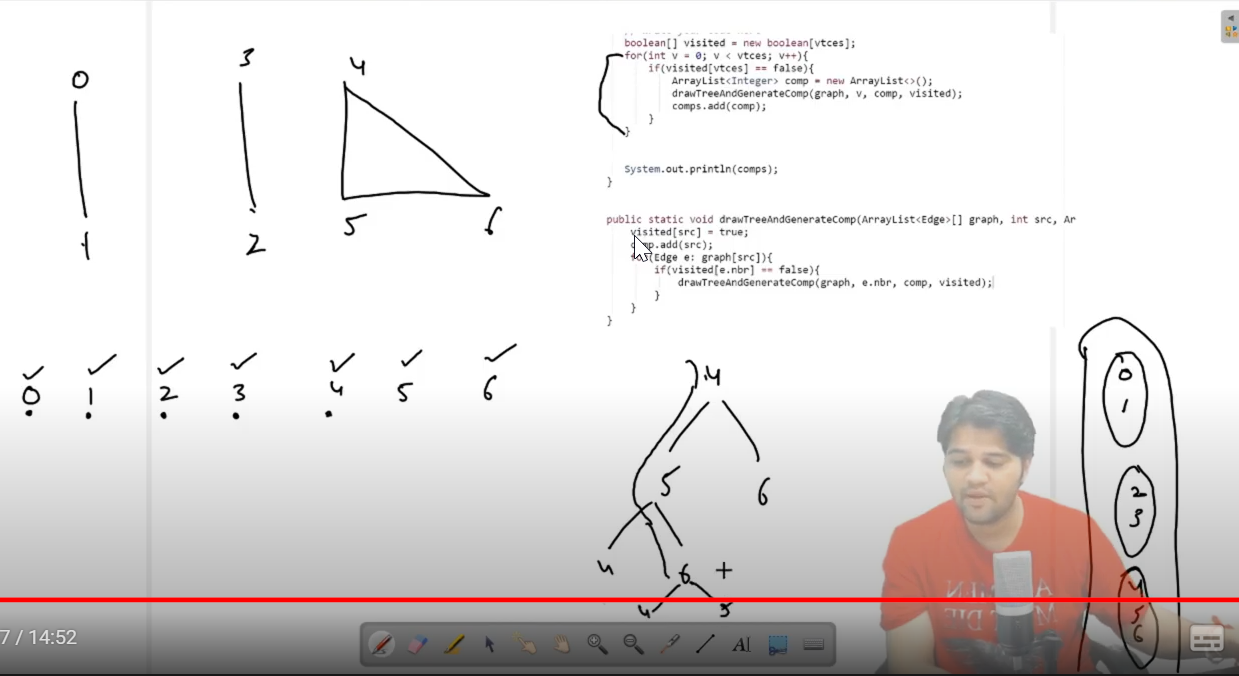 boolean[] visited = new boolean[vtces];
for(int v = 0; v < vtces; v++){
if(visited[vtces] == false){
ArrayList<Integer> comp = new ArrayList<>();
drawTreeAndGenerateComp(graph, v, comp, visited);
comps.add(comp);
}
}
System.out.println(comps);
}
public static void drawTreeAndGenerateComp(ArrayList<Edge>[] graph, int src, Ar
visited[src] = true;
.add(src);
(Edge e: graph[src]){
if(visited[e.nbr] == false){
drawTreeAndGenerateComp(graph, e.nbr, comp, visited);
}
}
}
0 3 4
1 2 5 6
0 1 2 3 4 5 6
4
5 6
4 6 +
4 5
0
1
2
3
4
5
6
7 / 14:52
AI